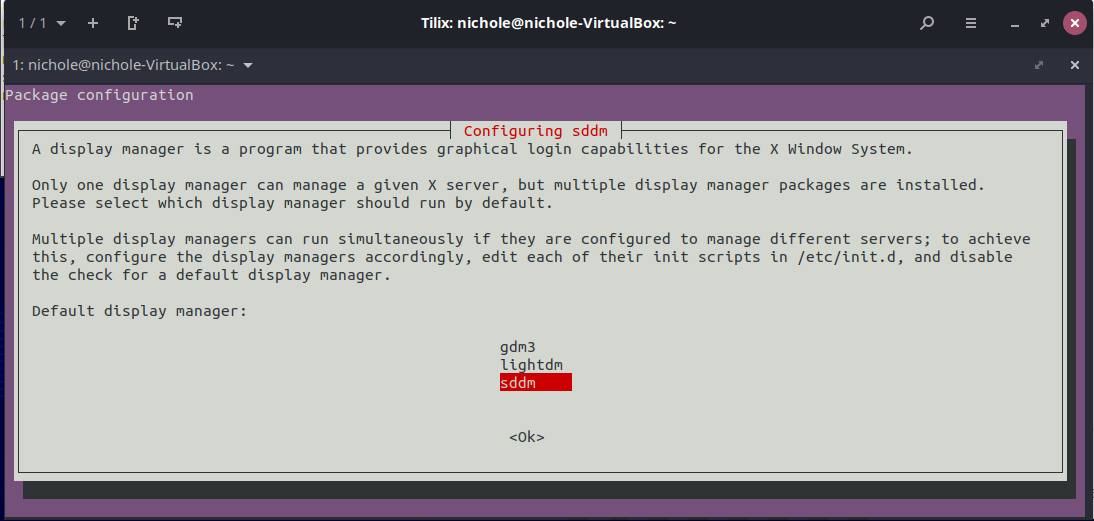 1 / 1
Tilix: nichole@nichole-VirtualBox: ~
1: nichole@nichole-VirtualBox: ~
Package configuration
Configuring sddm
A display manager is a program that provides graphical login capabilities for the X Window System.
Only one display manager can manage a given X server, but multiple display manager packages are installed.
Please select which display manager should run by default.
Multiple display managers can run simultaneously if they are configured to manage different servers; to achieve
this, configure the display managers accordingly, edit each of their init scripts in /etc/init.d, and disable
the check for a default display manager.
Default display manager:
gdm3
lightdm
sddm
<Ok>